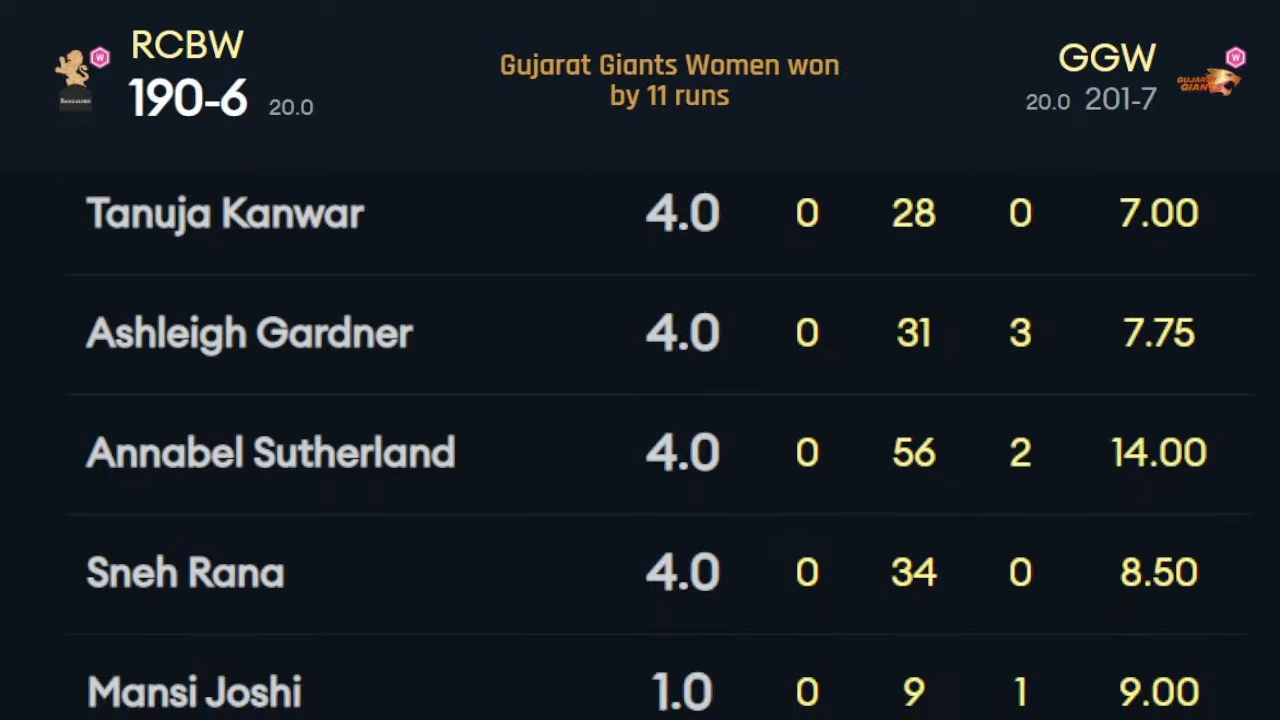 RCBW
190-6 20.0
BANGALORE
Gujarat Giants Women won
by 11 runs
GGW
20.0 201-7
GUJARAT
GIANTS
W
W
Tanuja Kanwar 4.0 0 28 0 7.00
Ashleigh Gardner 4.0 0 31 3 7.75
Annabel Sutherland 4.0 0 56 2 14.00
Sneh Rana 4.0 0 34 0 8.50
Mansi Joshi 1.0 0 9 1 9.00